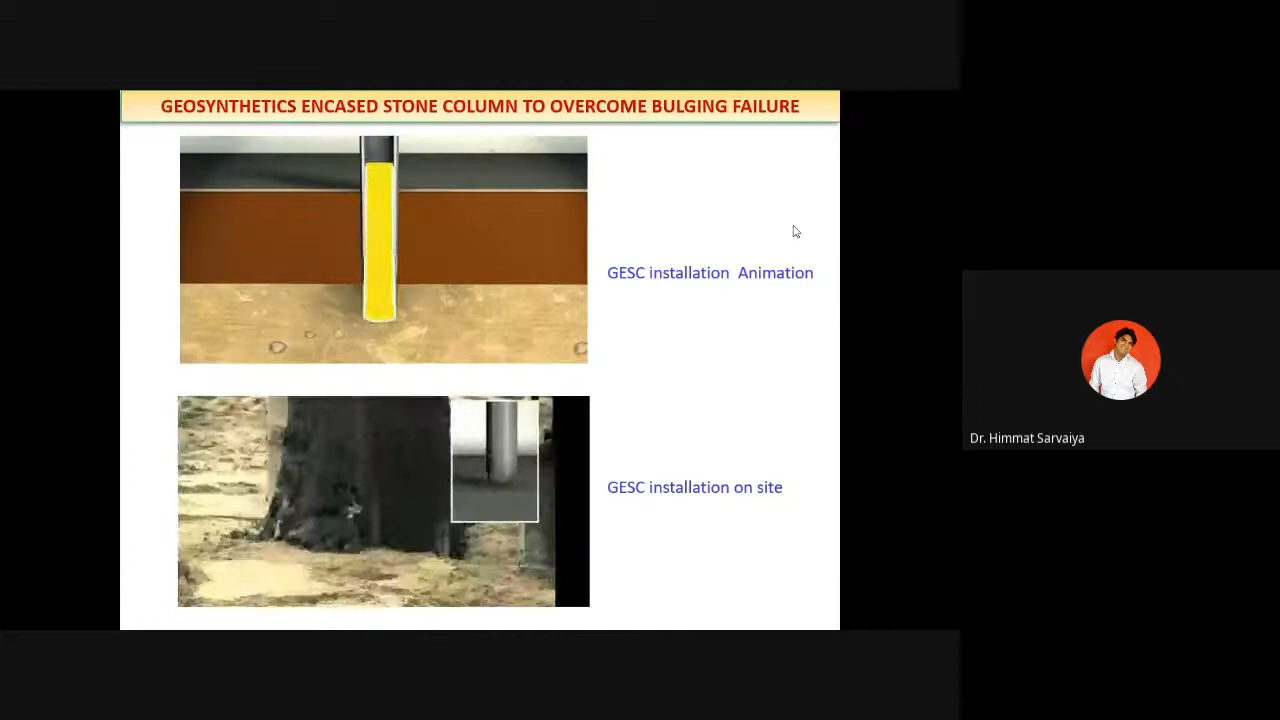 GEOSYNTHETICS ENCASED STONE COLUMN TO OVERCOME BULGING FAILURE
GESC installation Animation
GESC installation on site
Dr. Himmat Sarvaiya